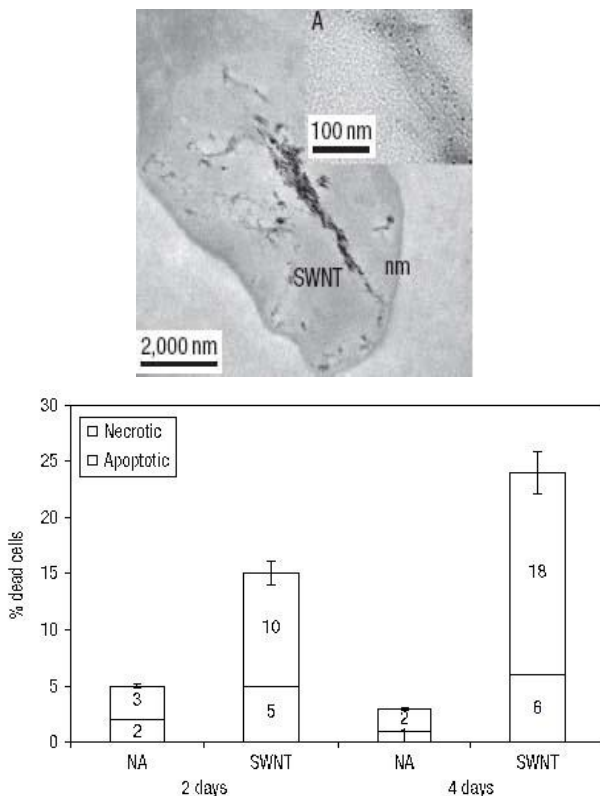 A
100 nm
SWNT
nm
2,000 nm
30
25
20
15
10
5
0
% dead cells
Necrotic
Apoptotic
3
2
10
5
2
1
18
6
NA SWNT NA SWNT
2 days 4 days